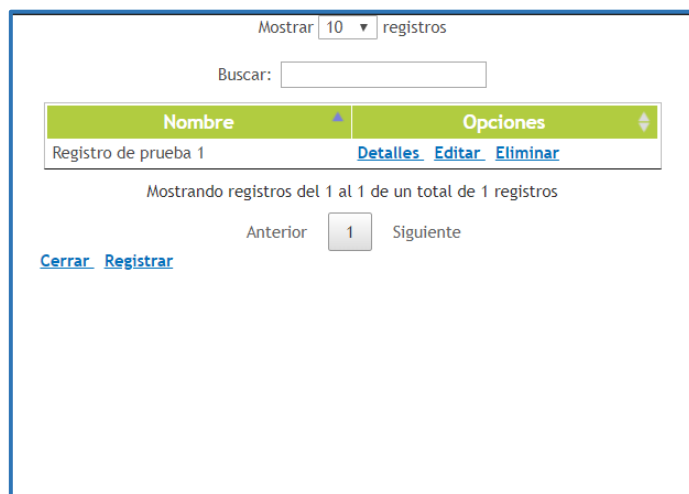 Mostrar 10 registros
Buscar:
Nombre Opciones
Registro de prueba 1 Detalles Editar Eliminar
Mostrando registros del 1 al 1 de un total de 1 registros
Anterior 1 Siguiente
Cerrar Registrar